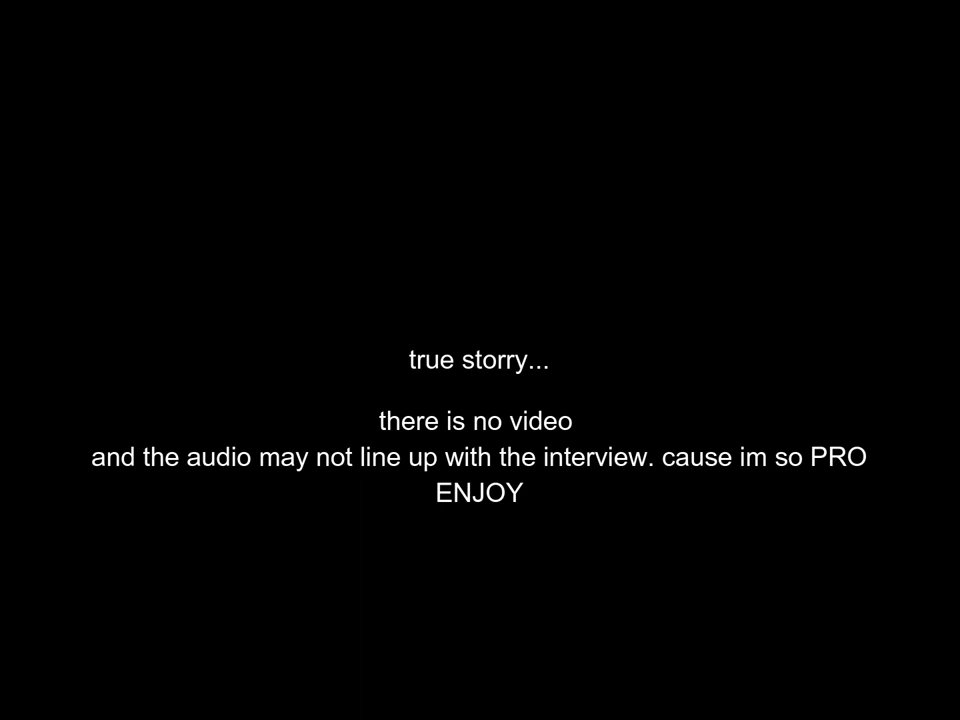 true storry...
there is no video
and the audio may not line up with the interview. cause im so PRO
ENJOY